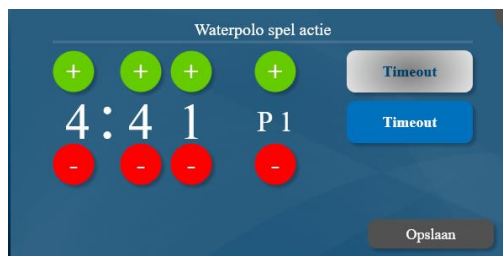 Waterpolo spel actie
+ + + + Timeout
4 : 4 1 P 1 Timeout
- - - -
Opslaan